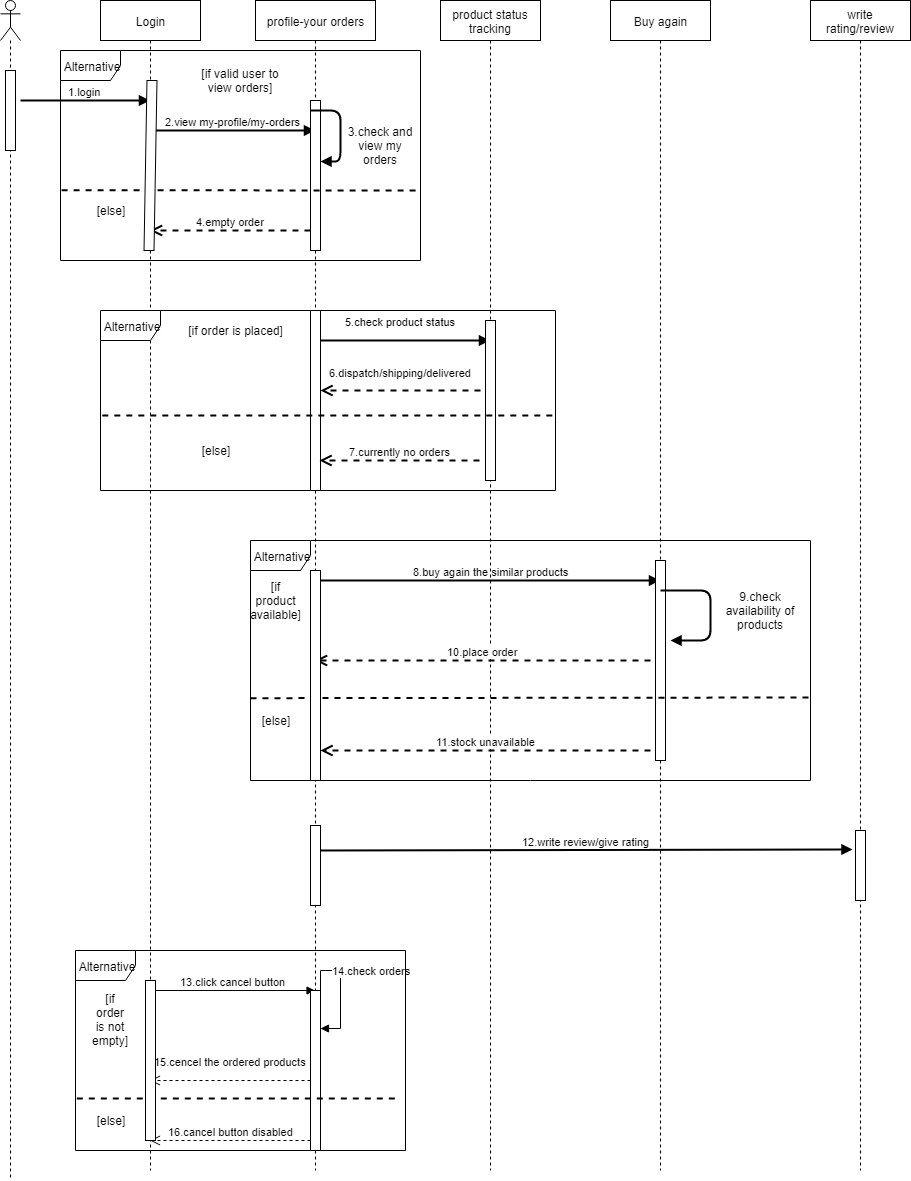 Login
profile-your orders
product status
tracking
Buy again
write
rating/review
Alternative
[if valid user to
view orders]
1.login
2.view my-profile/my-orders
3.check and
view my
orders
[else]
4.empty order
Alternative
[if order is placed]
5.check product status
6.dispatch/shipping/delivered
[else]
7.currently no orders
Alternative
[if
product
available]
8.buy again the similar products
9.check
availability of
products
10.place order
[else]
11.stock unavailable
12.write review/give rating
Alternative
[if
order
is not
empty]
13.click cancel button
14.check orders
15.cencel the ordered products
[else]
16.cancel button disabled